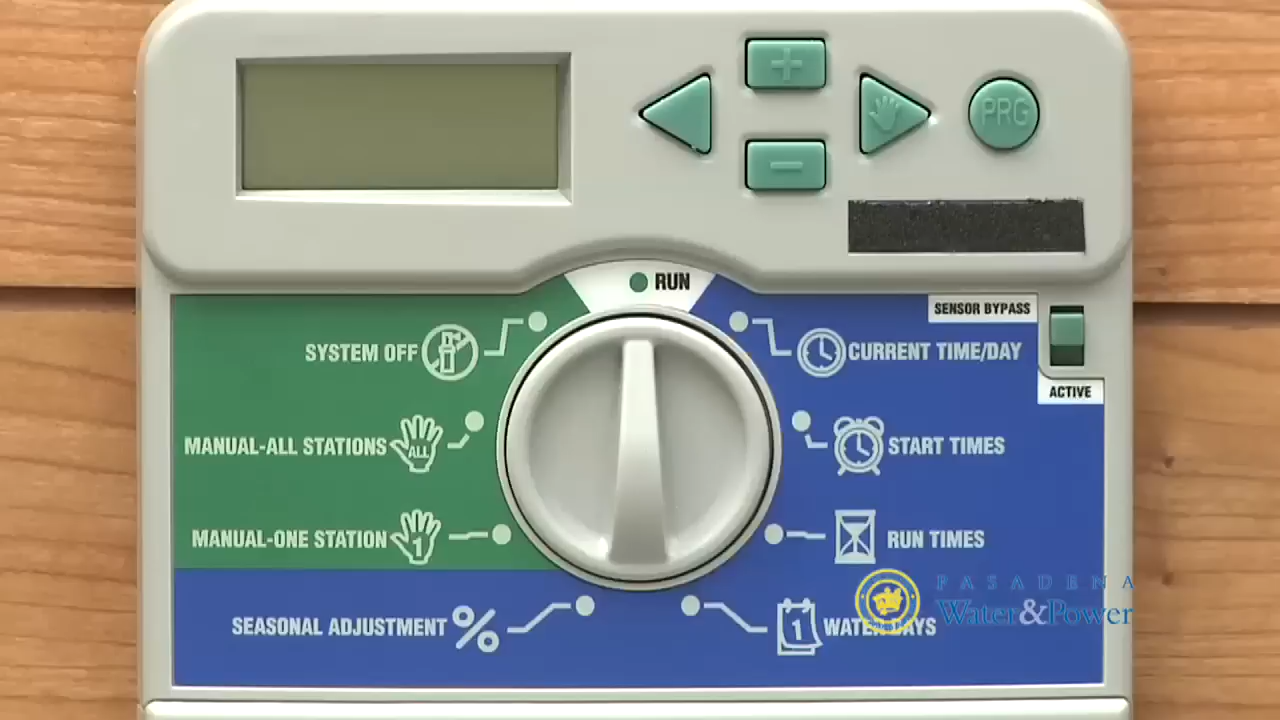 +
PRG
-
RUN
SENSOR BYPASS
SYSTEM OFF
CURRENT TIME/DAY
ACTIVE
MANUAL-ALL STATIONS
ALL
START TIMES
MANUAL-ONE STATION
1
RUN TIMES
PASADENA
Water&Power
SEASONAL ADJUSTMENT
%
1
WATER DAYS